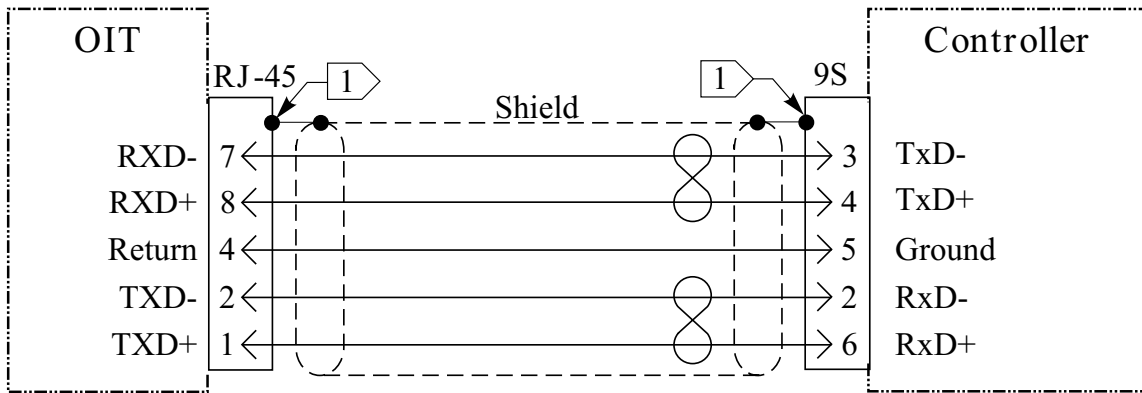 OIT Controller
RJ-45 1 Shield 1 9S
RXD- 7 3 TxD-
RXD+ 8 4 TxD+
Return 4 5 Ground
TXD- 2 2 RxD-
TXD+ 1 6 RxD+